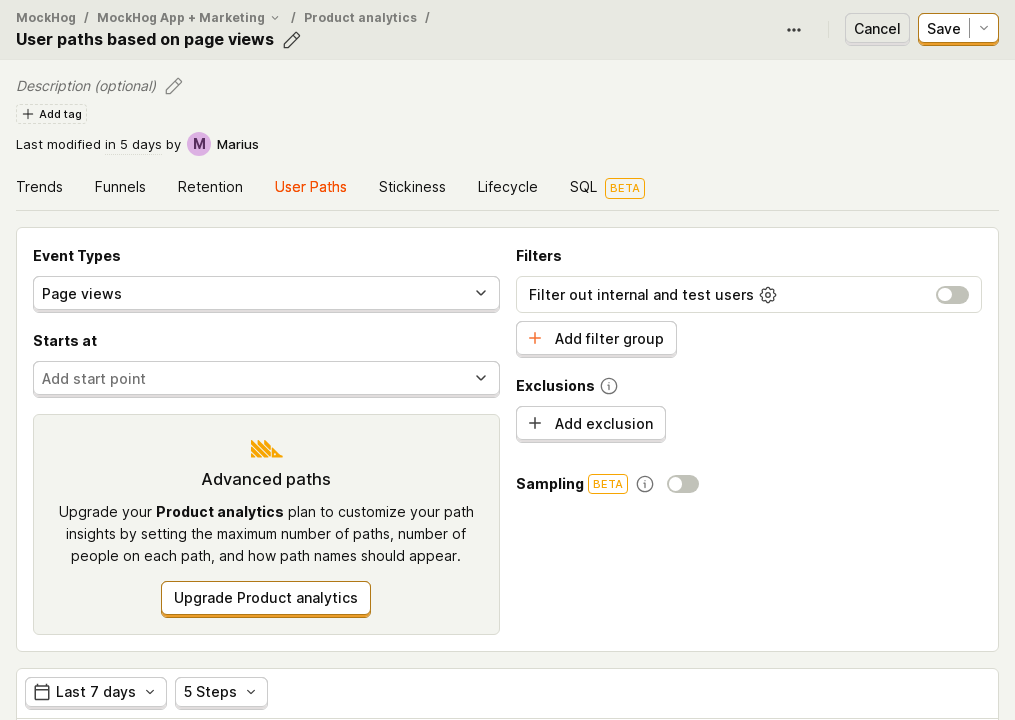 MockHog / MockHog App + Marketing / Product analytics /
User paths based on page views
Cancel
Save
Description (optional)
Add tag
Last modified in 5 days by M Marius
Trends Funnels Retention User Paths Stickiness Lifecycle SQL BETA
Event Types
Page views
Starts at
Add start point
Advanced paths
Upgrade your Product analytics plan to customize your path
insights by setting the maximum number of paths, number of
people on each path, and how path names should appear.
Upgrade Product analytics
Filters
Filter out internal and test users
Add filter group
Exclusions
Add exclusion
Sampling BETA
Last 7 days 5 Steps